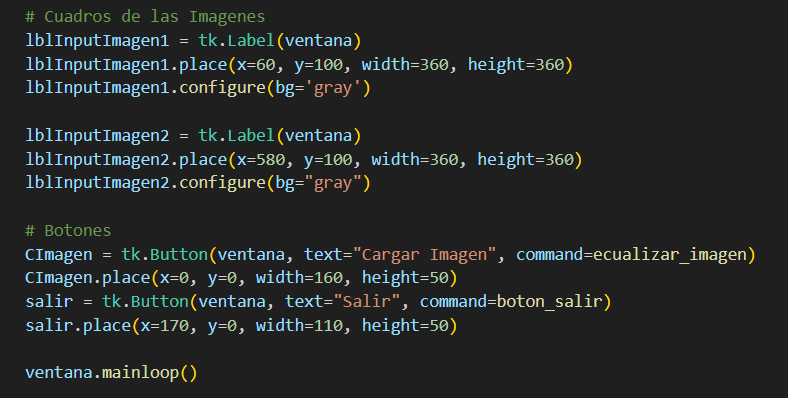 # Cuadros de las Imagenes
lblInputImagen1 = tk.Label(ventana)
lblInputImagen1.place(x=60, y=100, width=360, height=360)
lblInputImagen1.configure(bg='gray')
lblInputImagen2 = tk.Label(ventana)
lblInputImagen2.place(x=580, y=100, width=360, height=360)
lblInputImagen2.configure(bg="gray")
# Botones
CImagen = tk.Button(ventana, text="Cargar Imagen", command=ecualizar_imagen)
CImagen.place(x=0, y=0, width=160, height=50)
salir = tk.Button(ventana, text="Salir", command=boton_salir)
salir.place(x=170, y=0, width=110, height=50)
ventana.mainloop()